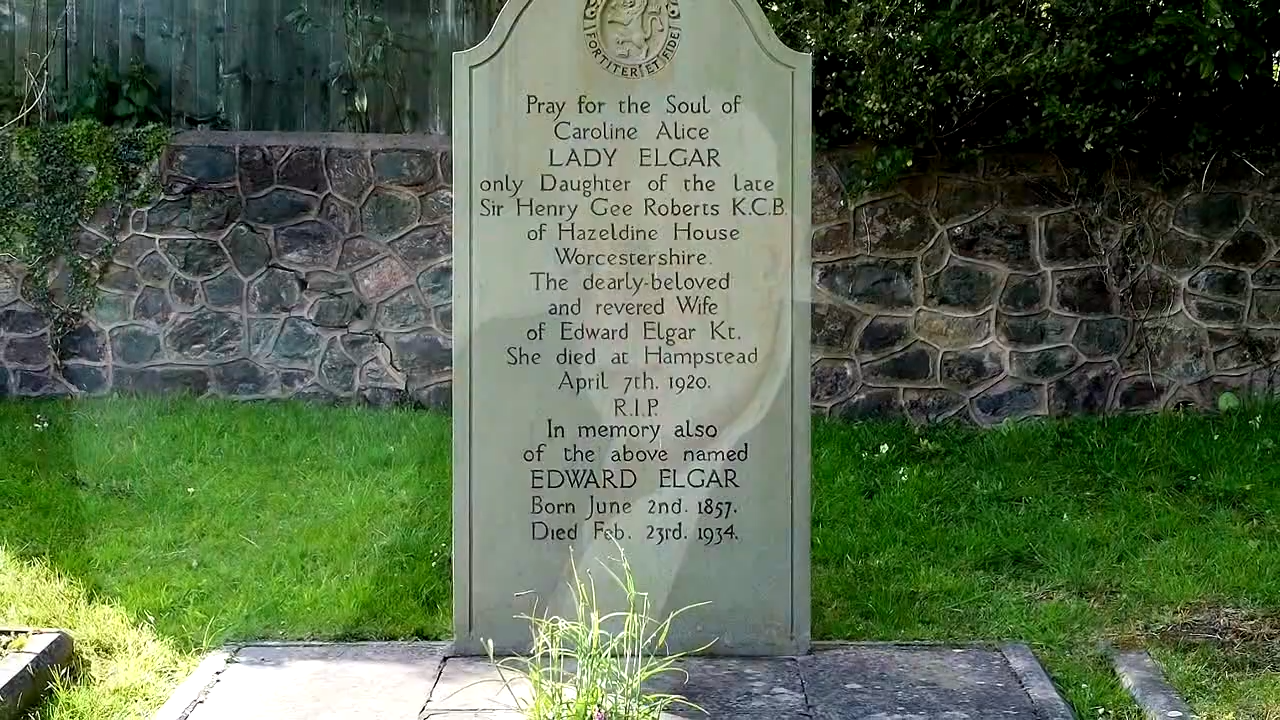 FORTITER ET FIDE
Pray for the Soul of
Caroline Alice
LADY ELGAR
only Daughter of the late
Sir Henry Gee Roberts K.C.B.
of Hazeldine House
Worcestershire.
The dearly-beloved
and revered Wife
of Edward Elgar Kt.
She died at Hampstead
April 7th. 1920.
R.I.P.
In memory also
of the above named
EDWARD ELGAR
Born June 2nd. 1857.
Died Feb. 23rd. 1934.